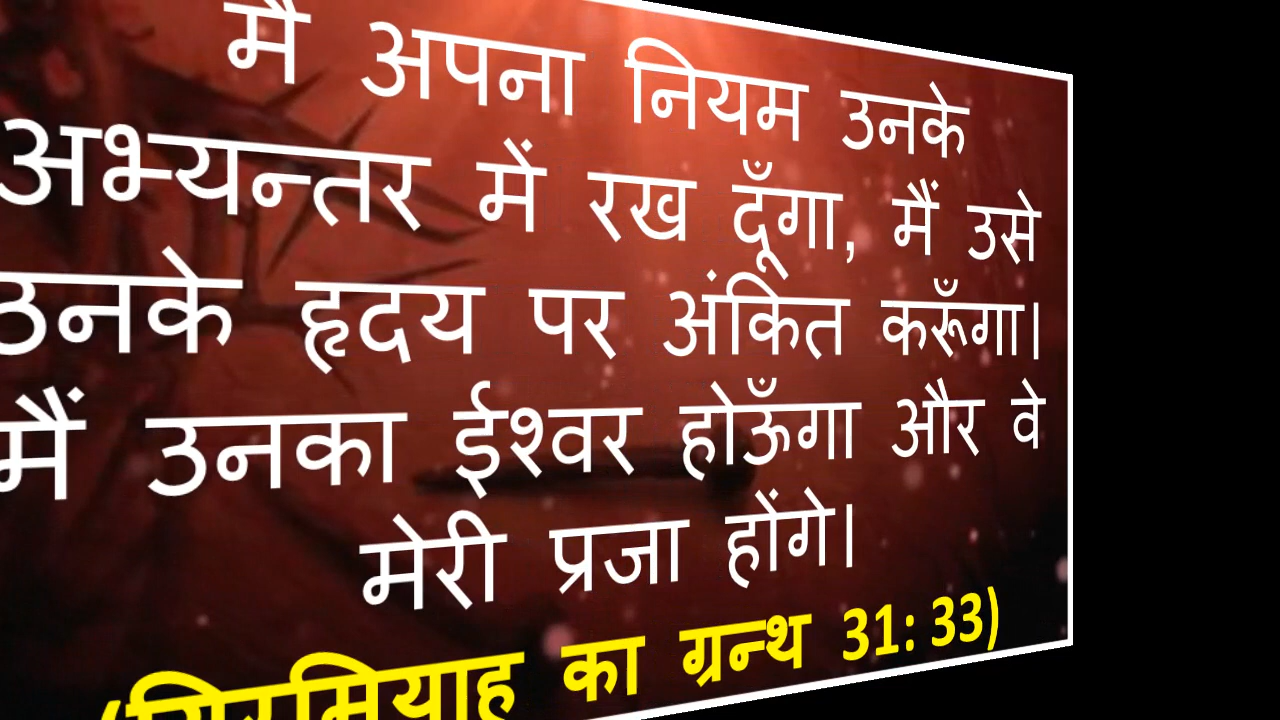 मैं अपना नियम उनके
अभ्यन्तर में रख दूँगा, मैं उसे
उनके हृदय पर अंकित करूँगा।
मैं उनका ईश्वर होऊँगा और वे
मेरी प्रजा होंगे।
(यिरमियाह का ग्रन्थ 31: 33)